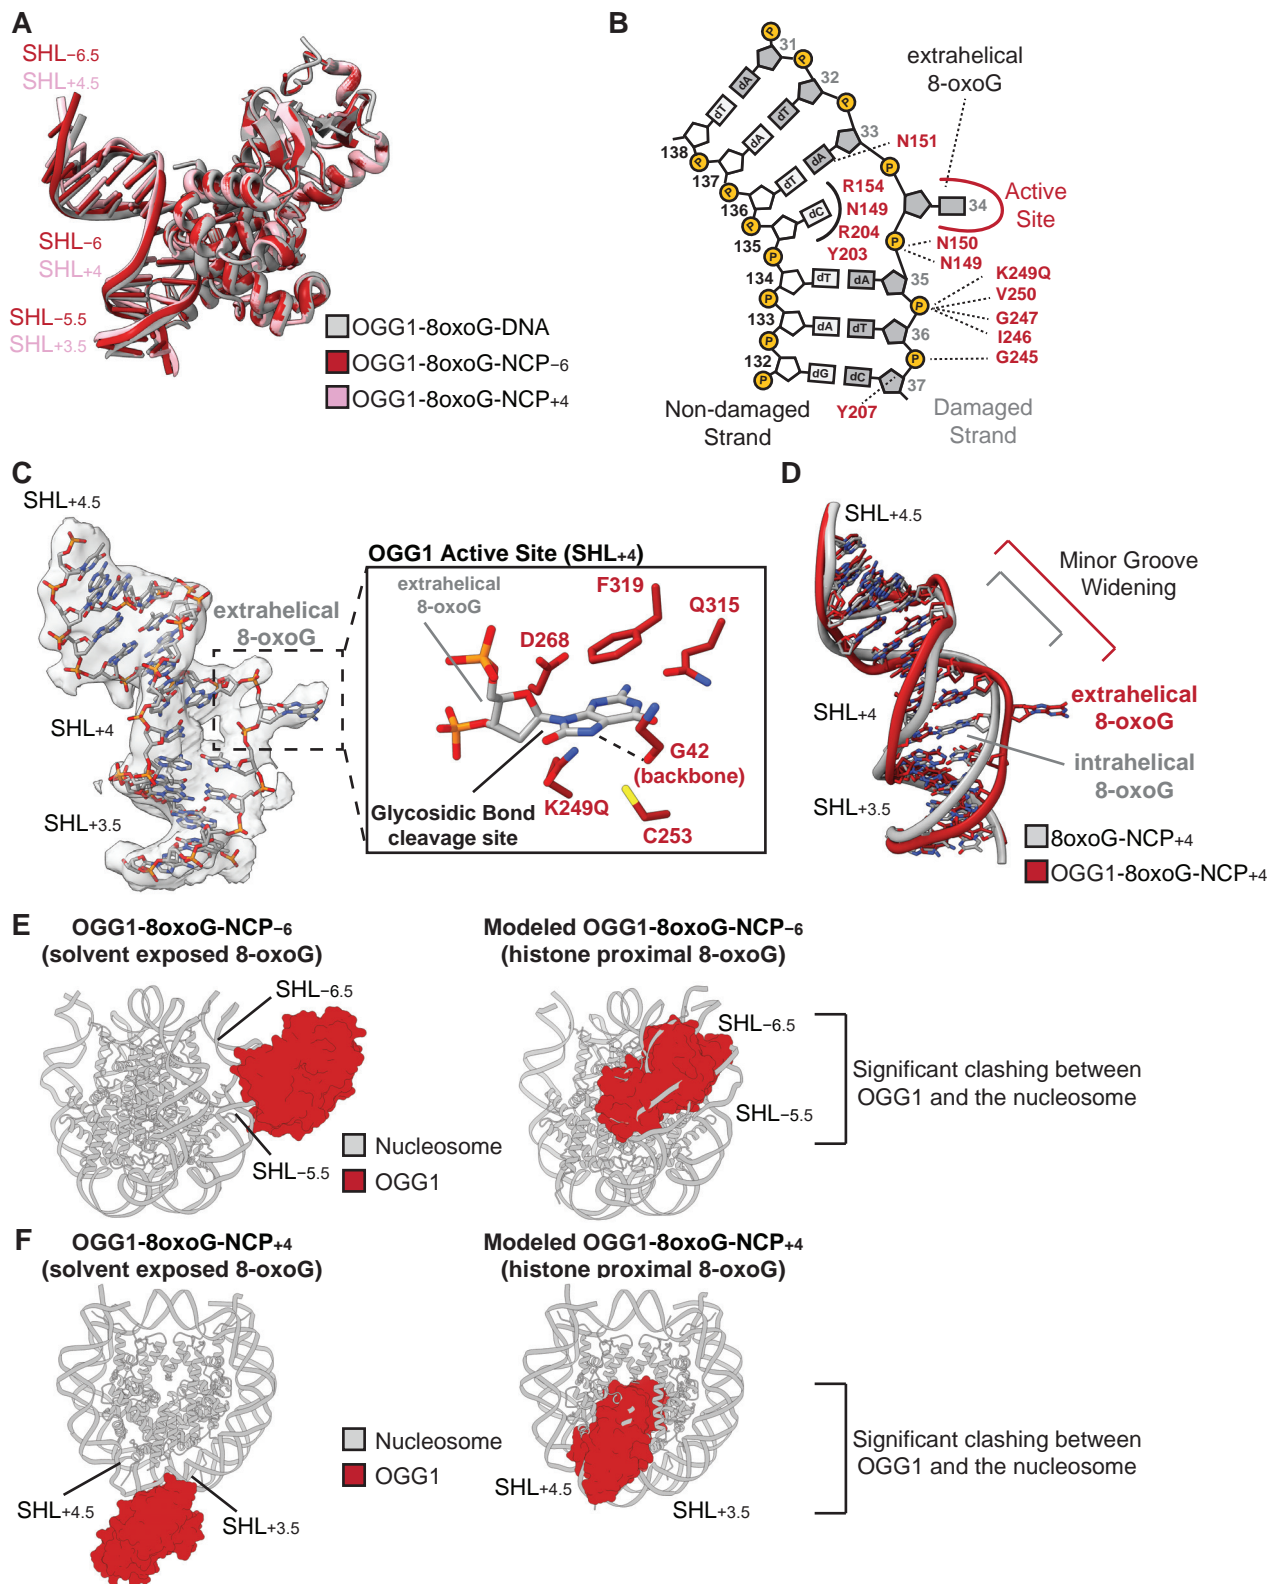 A
SHL−6.5
SHL+4.5
SHL−6
SHL+4
SHL−5.5
SHL+3.5
OGG1-8oxoG-DNA
OGG1-8oxoG-NCP−6
OGG1-8oxoG-NCP+4
B
P
31
P
dA
32
dT
P
dT
33
dA
N151
138
P
dA
P
137
P
dT
R154
Active
Site
extrahelical
8-oxoG
136
dC
N149
34
P
R204
135
Y203
P
N150
P
N149
134
dT
dA
35
K249Q
P
P
V250
133
dA
dT
G247
P
36
I246
132
P
G245
P
dG
dC
37
Y207
Non-damaged
Strand
Damaged
Strand
C
SHL+4.5
extrahelical
8-oxoG
SHL+4
SHL+3.5
OGG1 Active Site (SHL+4)
extrahelical
8-oxoG
F319
Q315
D268
G42
(backbone)
K249Q
Glycosidic Bond
cleavage site
C253
D
SHL+4.5
Minor Groove
Widening
extrahelical
8-oxoG
SHL+4
intrahelical
8-oxoG
SHL+3.5
8oxoG-NCP+4
OGG1-8oxoG-NCP+4
E
OGG1-8oxoG-NCP−6
(solvent exposed 8-oxoG)
SHL−6.5
SHL−5.5
Nucleosome
OGG1
Modeled OGG1-8oxoG-NCP−6
(histone proximal 8-oxoG)
SHL−6.5
SHL−5.5
Significant clashing between
OGG1 and the nucleosome
F
OGG1-8oxoG-NCP+4
(solvent exposed 8-oxoG)
SHL+4.5
SHL+3.5
Nucleosome
OGG1
Modeled OGG1-8oxoG-NCP+4
(histone proximal 8-oxoG)
SHL+4.5
SHL+3.5
Significant clashing between
OGG1 and the nucleosome